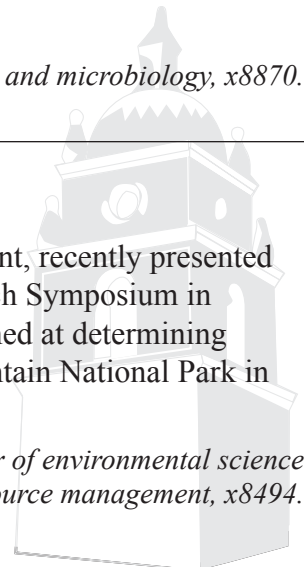 and microbiology, x8870.
nt, recently presented
h Symposium in
ned at determining
ntain National Park in
r of environmental science
ource management, x8494.